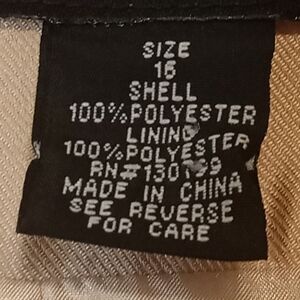 SIZE
16
SHELL
100% POLYESTER
LINING
100% POLYESTER
MADE IN CHINA
SEE REVERSE
FOR CARE